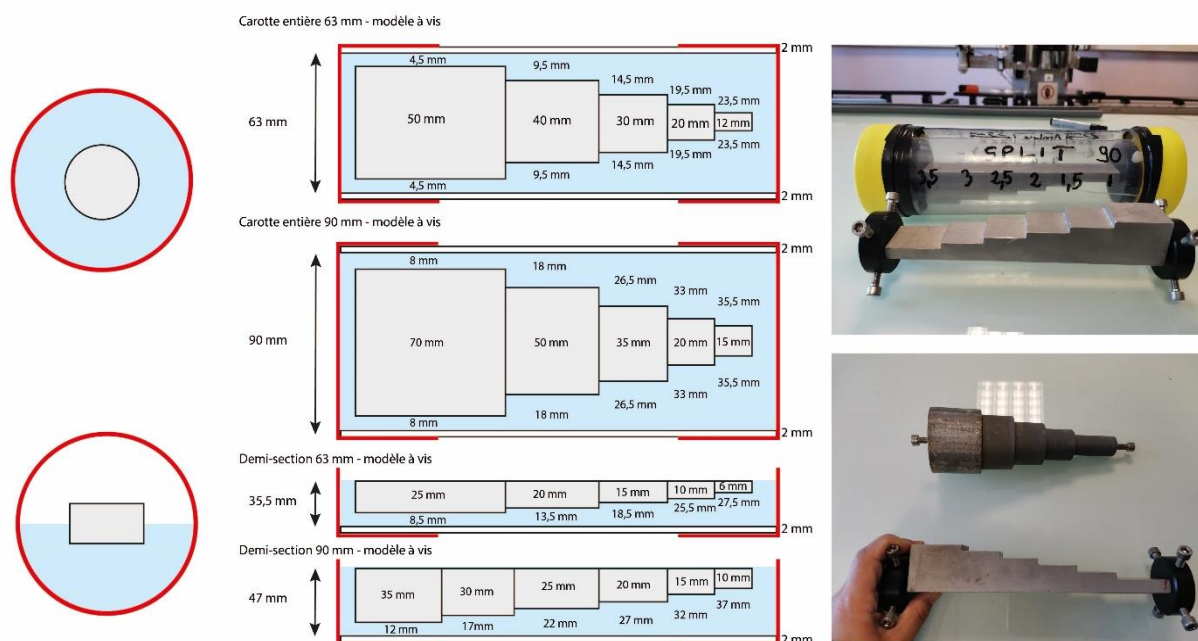 Carotte entière 63 mm - modèle à vis
2 mm
4,5 mm 9,5 mm 14,5 mm 19,5 mm 23,5 mm
63 mm
50 mm 40 mm 30 mm 20 mm 12 mm
4,5 mm 9,5 mm 14,5 mm 19,5 mm 23,5 mm
2 mm
Carotte entière 90 mm - modèle à vis
2 mm
8 mm 18 mm 26,5 mm 33 mm 35,5 mm
90 mm
70 mm 50 mm 35 mm 20 mm 15 mm
8 mm 18 mm 26,5 mm 33 mm 35,5 mm
2 mm
Demi-section 63 mm - modèle à vis
35,5 mm
25 mm 20 mm 15 mm 10 mm 6 mm
8,5 mm 13,5 mm 18,5 mm 25,5 mm 27,5 mm
2 mm
Demi-section 90 mm - modèle à vis
47 mm
35 mm 30 mm 25 mm 20 mm 15 mm 10 mm
12 mm 17mm 22 mm 27 mm 32 mm 37 mm
2 mm
SPLIT 90
3,5 3 2,5 2 1,5 1